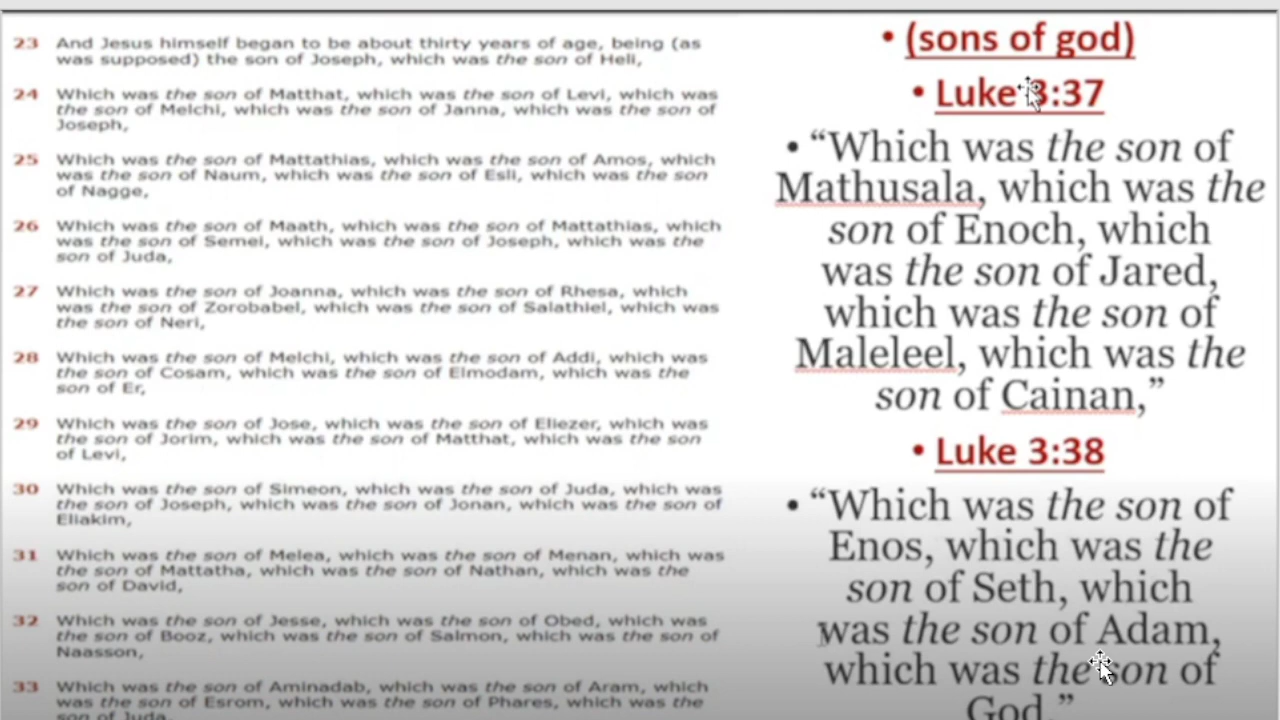 23 And Jesus himself began to be about thirty years of age, being (as
was supposed) the son of Joseph, which was the son of Heli,
24 Which was the son of Matthat, which was the son of Levi, which was
the son of Melchi, which was the son of Janna, which was the son of
Joseph,
25 Which was the son of Mattathias, which was the son of Amos, which
was the son of Naum, which was the son of Esli, which was the son
of Nagge,
26 Which was the son of Maath, which was the son of Mattathias, which
was the son of Semei, which was the son of Joseph, which was the
son of Juda,
27 Which was the son of Joanna, which was the son of Rhesa, which
was the son of Zorobabel, which was the son of Salathiel, which was
the son of Neri,
28 Which was the son of Melchi, which was the son of Addi, which was
the son of Cosam, which was the son of Elmodam, which was the
son of Er,
29 Which was the son of Jose, which was the son of Eliezer, which was
the son of Jorim, which was the son of Matthat, which was the son
of Levi,
30 Which was the son of Simeon, which was the son of Juda, which was
the son of Joseph, which was the son of Jonan, which was the son of
Eliakim,
31 Which was the son of Melea, which was the son of Menan, which was
the son of Mattatha, which was the son of Nathan, which was the
son of David,
32 Which was the son of Jesse, which was the son of Obed, which was
the son of Booz, which was the son of Salmon, which was the son of
Naasson,
33 Which was the son of Aminadab, which was the son of Aram, which
was the son of Esrom, which was the son of Phares, which was the
son of Juda,
• (sons of god)
• Luke 3:37
• “Which was the son of
Mathusala, which was the
son of Enoch, which
was the son of Jared,
which was the son of
Maleleel, which was the
son of Cainan,”
• Luke 3:38
• “Which was the son of
Enos, which was the
son of Seth, which
was the son of Adam,
which was the son of
God.”